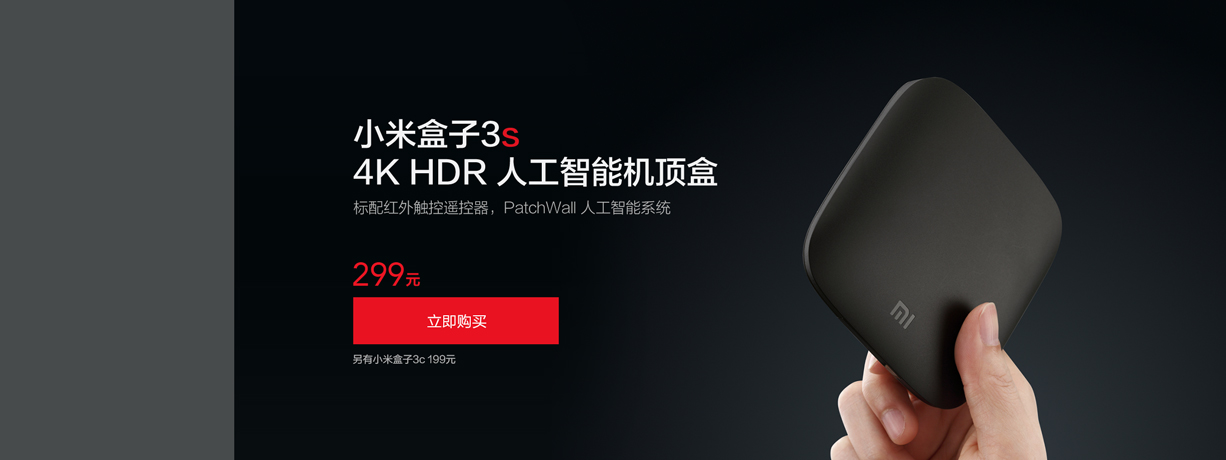 小米盒子3s
4K HDR 人工智能机顶盒
标配红外触控遥控器，PatchWall 人工智能系统
299元
立即购买
另有小米盒子3c 199元
MI